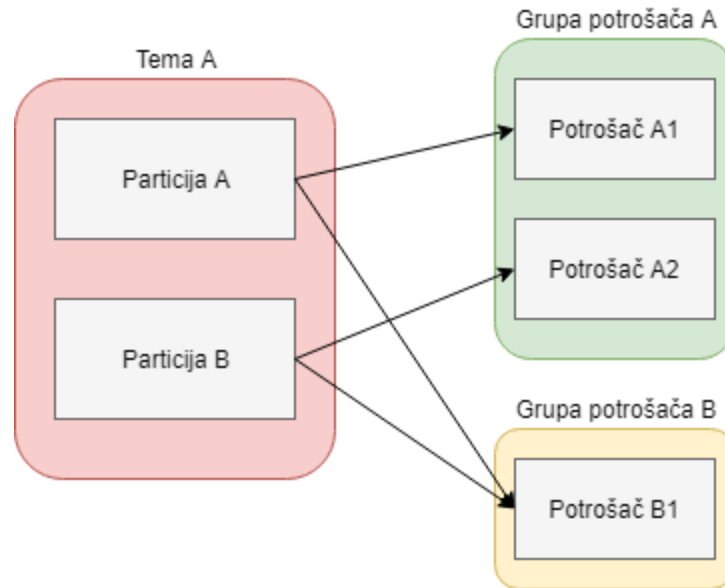 Tema A
Particija A
Particija B
Grupa potrošača A
Potrošač A1
Potrošač A2
Grupa potrošača B
Potrošač B1